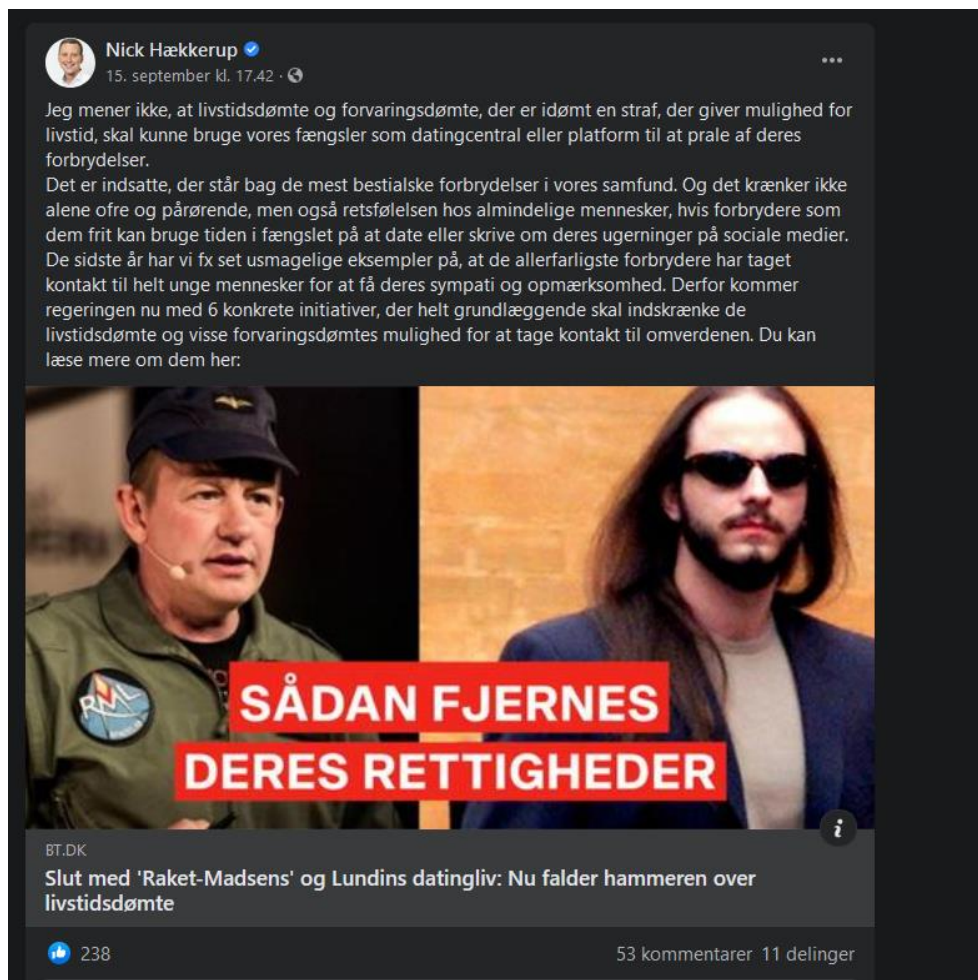 Nick Hækkerup
15. september kl. 17.42 ·
Jeg mener ikke, at livstidsdømte og forvaringsdømte, der er idømt en straf, der giver mulighed for
livstid, skal kunne bruge vores fængsler som datingcentral eller platform til at prale af deres
forbrydelser.
Det er indsatte, der står bag de mest bestialske forbrydelser i vores samfund. Og det krænker ikke
alene ofre og pårørende, men også retsfølelsen hos almindelige mennesker, hvis forbrydere som
dem frit kan bruge tiden i fængslet på at date eller skrive om deres ugerninger på sociale medier.
De sidste år har vi fx set usmagelige eksempler på, at de allerfarligste forbrydere har taget
kontakt til helt unge mennesker for at få deres sympati og opmærksomhed. Derfor kommer
regeringen nu med 6 konkrete initiativer, der helt grundlæggende skal indskrænke de
livstidsdømte og visse forvaringsdømtes mulighed for at tage kontakt til omverdenen. Du kan
læse mere om dem her:
RML
SÅDAN FJERNES
DERES RETTIGHEDER
BT.DK
Slut med 'Raket-Madsens' og Lundins datingliv: Nu falder hammeren over
livstidsdømte
238
53 kommentarer 11 delinger